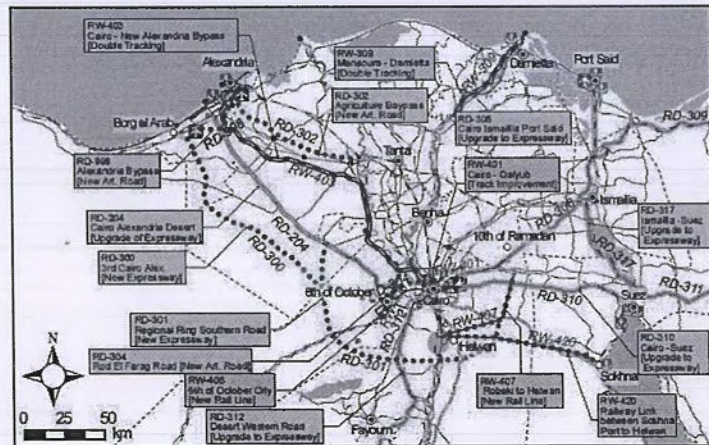 RW-403
Cairo - New Alexandria Bypass
[Double Tracking]
Alexandria
RW-309
Mansoura - Damietta
[Double Tracking]
Damietta
Port Said
RD-302
Agriculture Baypass
[New Art. Road]
Borg el Arab
RD-302
RD-308
Cairo Ismailia Port Said
[Upgrade to Expressway]
RD-309
Tanta
RW-401
Cairo - Qalyub
[Track Improvement]
Alexandria Bypass
[New Art. Road]
RW-403
Ismailia
RD-317
Ismailia - Suez
[Upgrade to
Expressway]
Benha
10th of Ramadan
RD-204
Cairo Alexandria Desert
[Upgrade of Expressway]
RD-204
RD-300
3rd Cairo Alex.
[New Expressway]
RD-300
RD-317
6th of October
Cairo
RD-310
Suez
RD-311
RD-301
Regional Ring Southern Road
[New Expressway]
RD-312
RW-407
RD-310
Cairo - Suez
[Upgrade to
Expressway]
RD-304
Rod El Farag Road [New Art. Road]
Helwan
RW-420
RD-301
Sokhna
6th of October City
[New Rail Line]
RW-407
Robeki to Helwan
[New Rail Line]
RW-420
Railway Link
between Sokhna
Port to Helwan
RD-312
Desert Western Road
[Upgrade to Expressway]
Fayoum
N
0 25 50
km